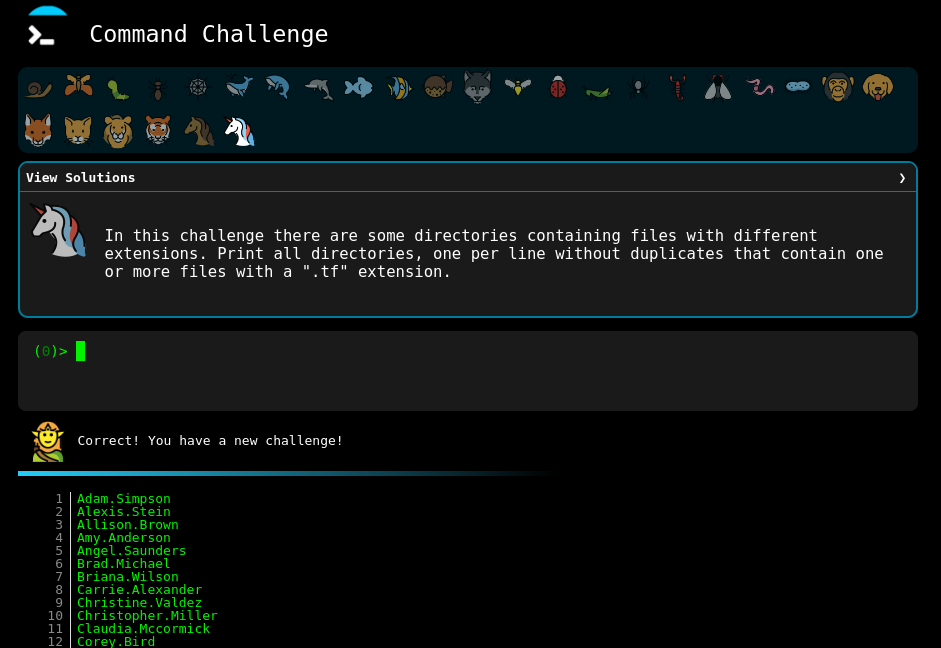 Command Challenge
View Solutions ❯
In this challenge there are some directories containing files with different
extensions. Print all directories, one per line without duplicates that contain one
or more files with a ".tf" extension.
(0)>
Correct! You have a new challenge!
1 Adam.Simpson
2 Alexis.Stein
3 Allison.Brown
4 Amy.Anderson
5 Angel.Saunders
6 Brad.Michael
7 Briana.Wilson
8 Carrie.Alexander
9 Christine.Valdez
10 Christopher.Miller
11 Claudia.Mccormick
12 Corey.Bird